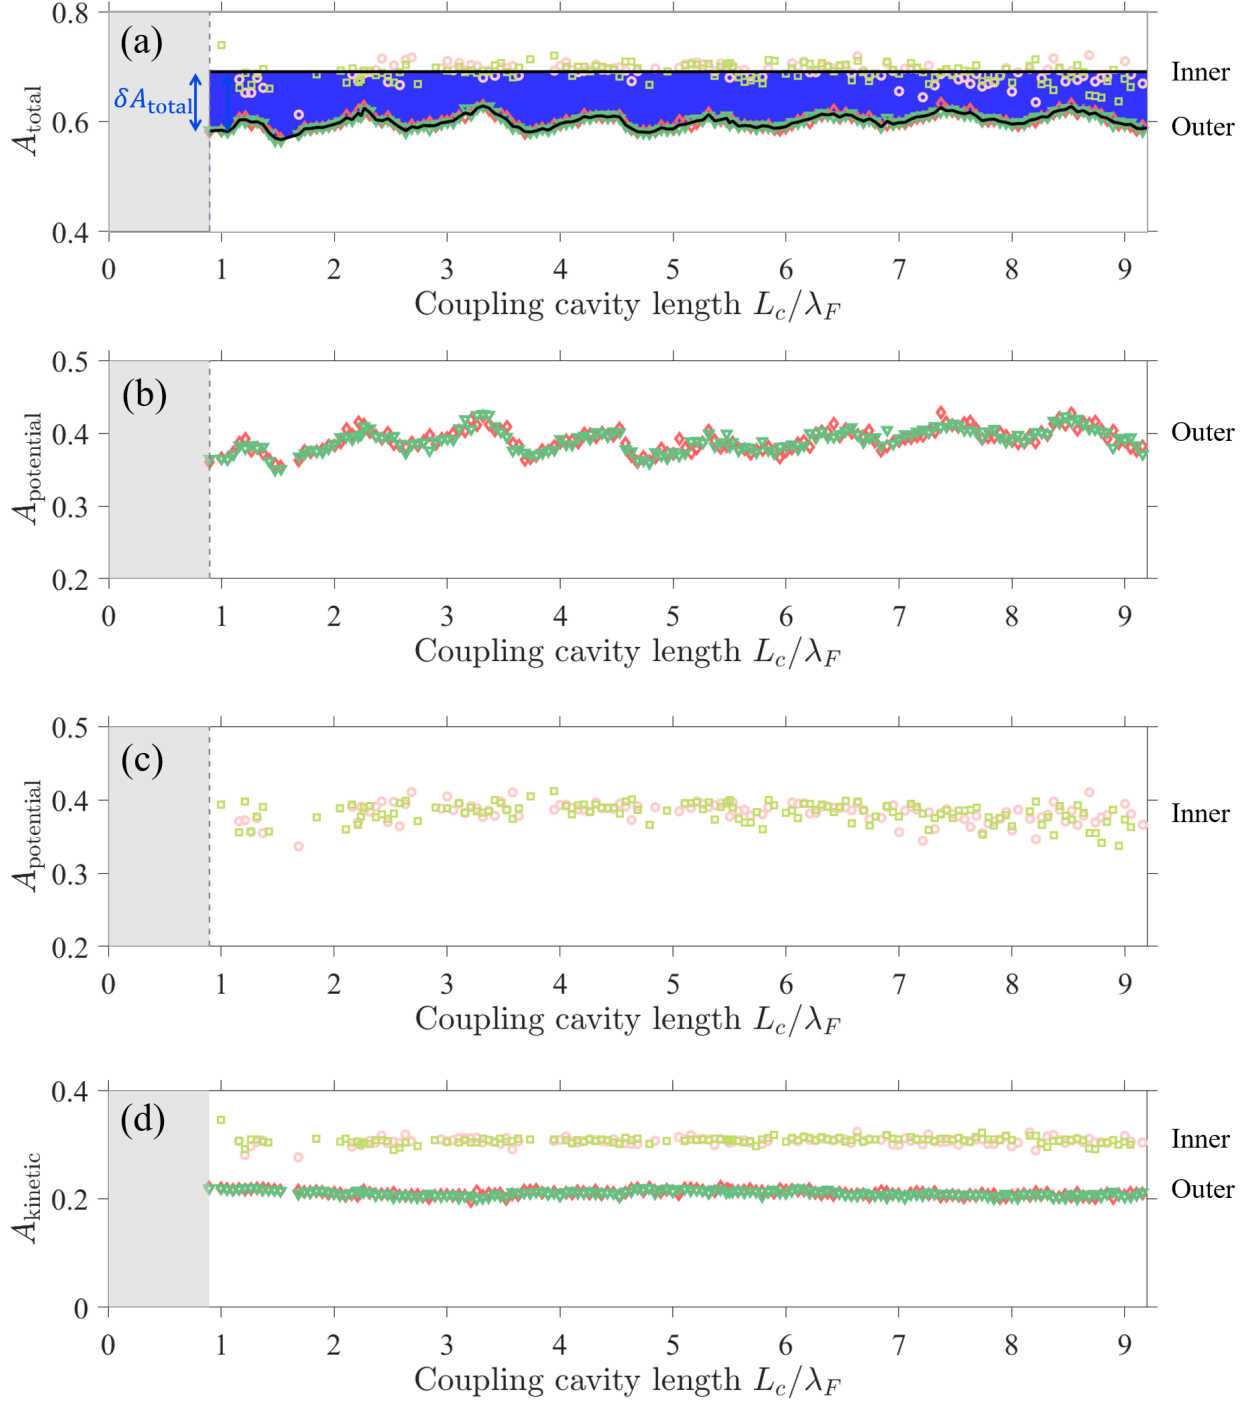 (a)
0.8
0.6
0.4
A_total
δA_total
Inner
Outer
0 1 2 3 4 5 6 7 8 9
Coupling cavity length L_c/λ_F
(b)
0.5
0.4
0.3
0.2
A_potential
Outer
0 1 2 3 4 5 6 7 8 9
Coupling cavity length L_c/λ_F
(c)
0.5
0.4
0.3
0.2
A_potential
Inner
0 1 2 3 4 5 6 7 8 9
Coupling cavity length L_c/λ_F
(d)
0.4
0.2
0
A_kinetic
Inner
Outer
0 1 2 3 4 5 6 7 8 9
Coupling cavity length L_c/λ_F